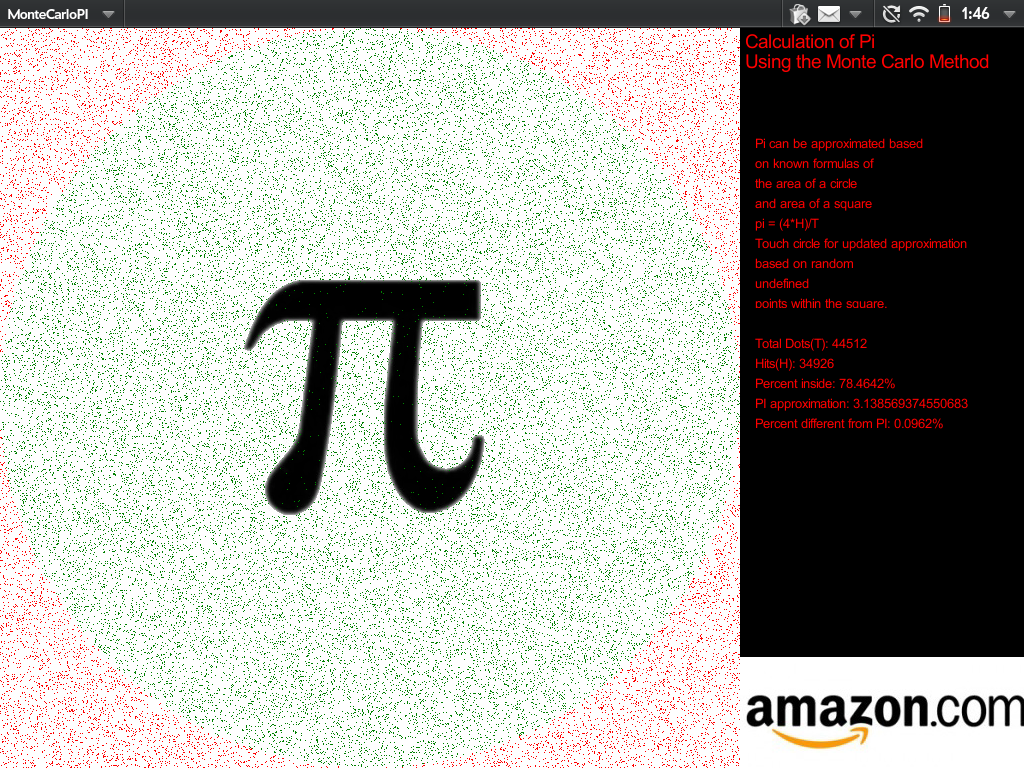 MonteCarloPI
1:46
Calculation of Pi
Using the Monte Carlo Method
Pi can be approximated based
on known formulas of
the area of a circle
and area of a square
pi = (4*H)/T
Touch circle for updated approximation
based on random
undefined
points within the square.
Total Dots(T): 44512
Hits(H): 34926
Percent inside: 78.4642%
PI approximation: 3.138569374550683
Percent different from PI: 0.0962%
π
amazon.com